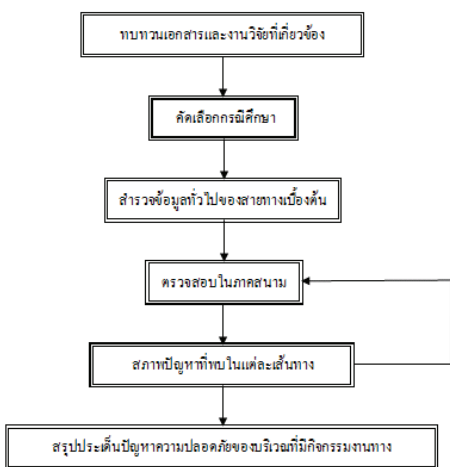 ทบทวนเอกสารและงานวิจัยที่เกี่ยวข้อง
คัดเลือกกรณีศึกษา
สำรวจข้อมูลทั่วไปของสายทางเบื้องต้น
ตรวจสอบในภาคสนาม
สภาพปัญหาที่พบในแต่ละเส้นทาง
สรุปประเด็นปัญหาความปลอดภัยของบริเวณที่มีกิจกรรมงานทาง